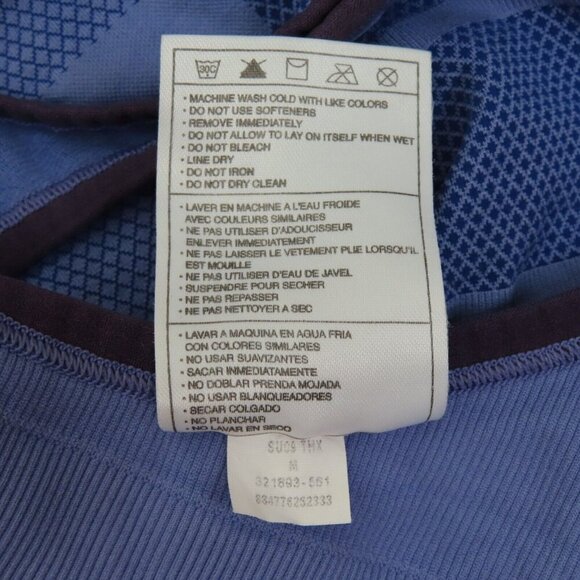 30C
• MACHINE WASH COLD WITH LIKE COLORS
• DO NOT USE SOFTENERS
• REMOVE IMMEDIATELY
• DO NOT ALLOW TO LAY ON ITSELF WHEN WET
• DO NOT BLEACH
• LINE DRY
• DO NOT IRON
• DO NOT DRY CLEAN
• LAVER EN MACHINE A L'EAU FROIDE
AVEC COULEURS SIMILAIRES
• NE PAS UTILISER D'ADOUCISSEUR
ENLEVER IMMEDIATEMENT
• NE PAS LAISSER LE VETEMENT PLIE LORSQU'IL
EST MOUILLE
• NE PAS UTILISER D'EAU DE JAVEL
SUSPENDRE POUR SECHER
• NE PAS REPASSER
• NE PAS NETTOYER A SEC
• LAVAR A MAQUINA EN AGUA FRIA
CON COLORES SIMILARES
• NO USAR SUAVIZANTES
• SACAR INMEDIATAMENTE
• NO DOBLAR PRENDA MOJADA
• NO USAR BLANQUEADORES
• SECAR COLGADO
• NO PLANCHAR
• NO LAVAR EN SECO
SU09 THX
M
321893-551